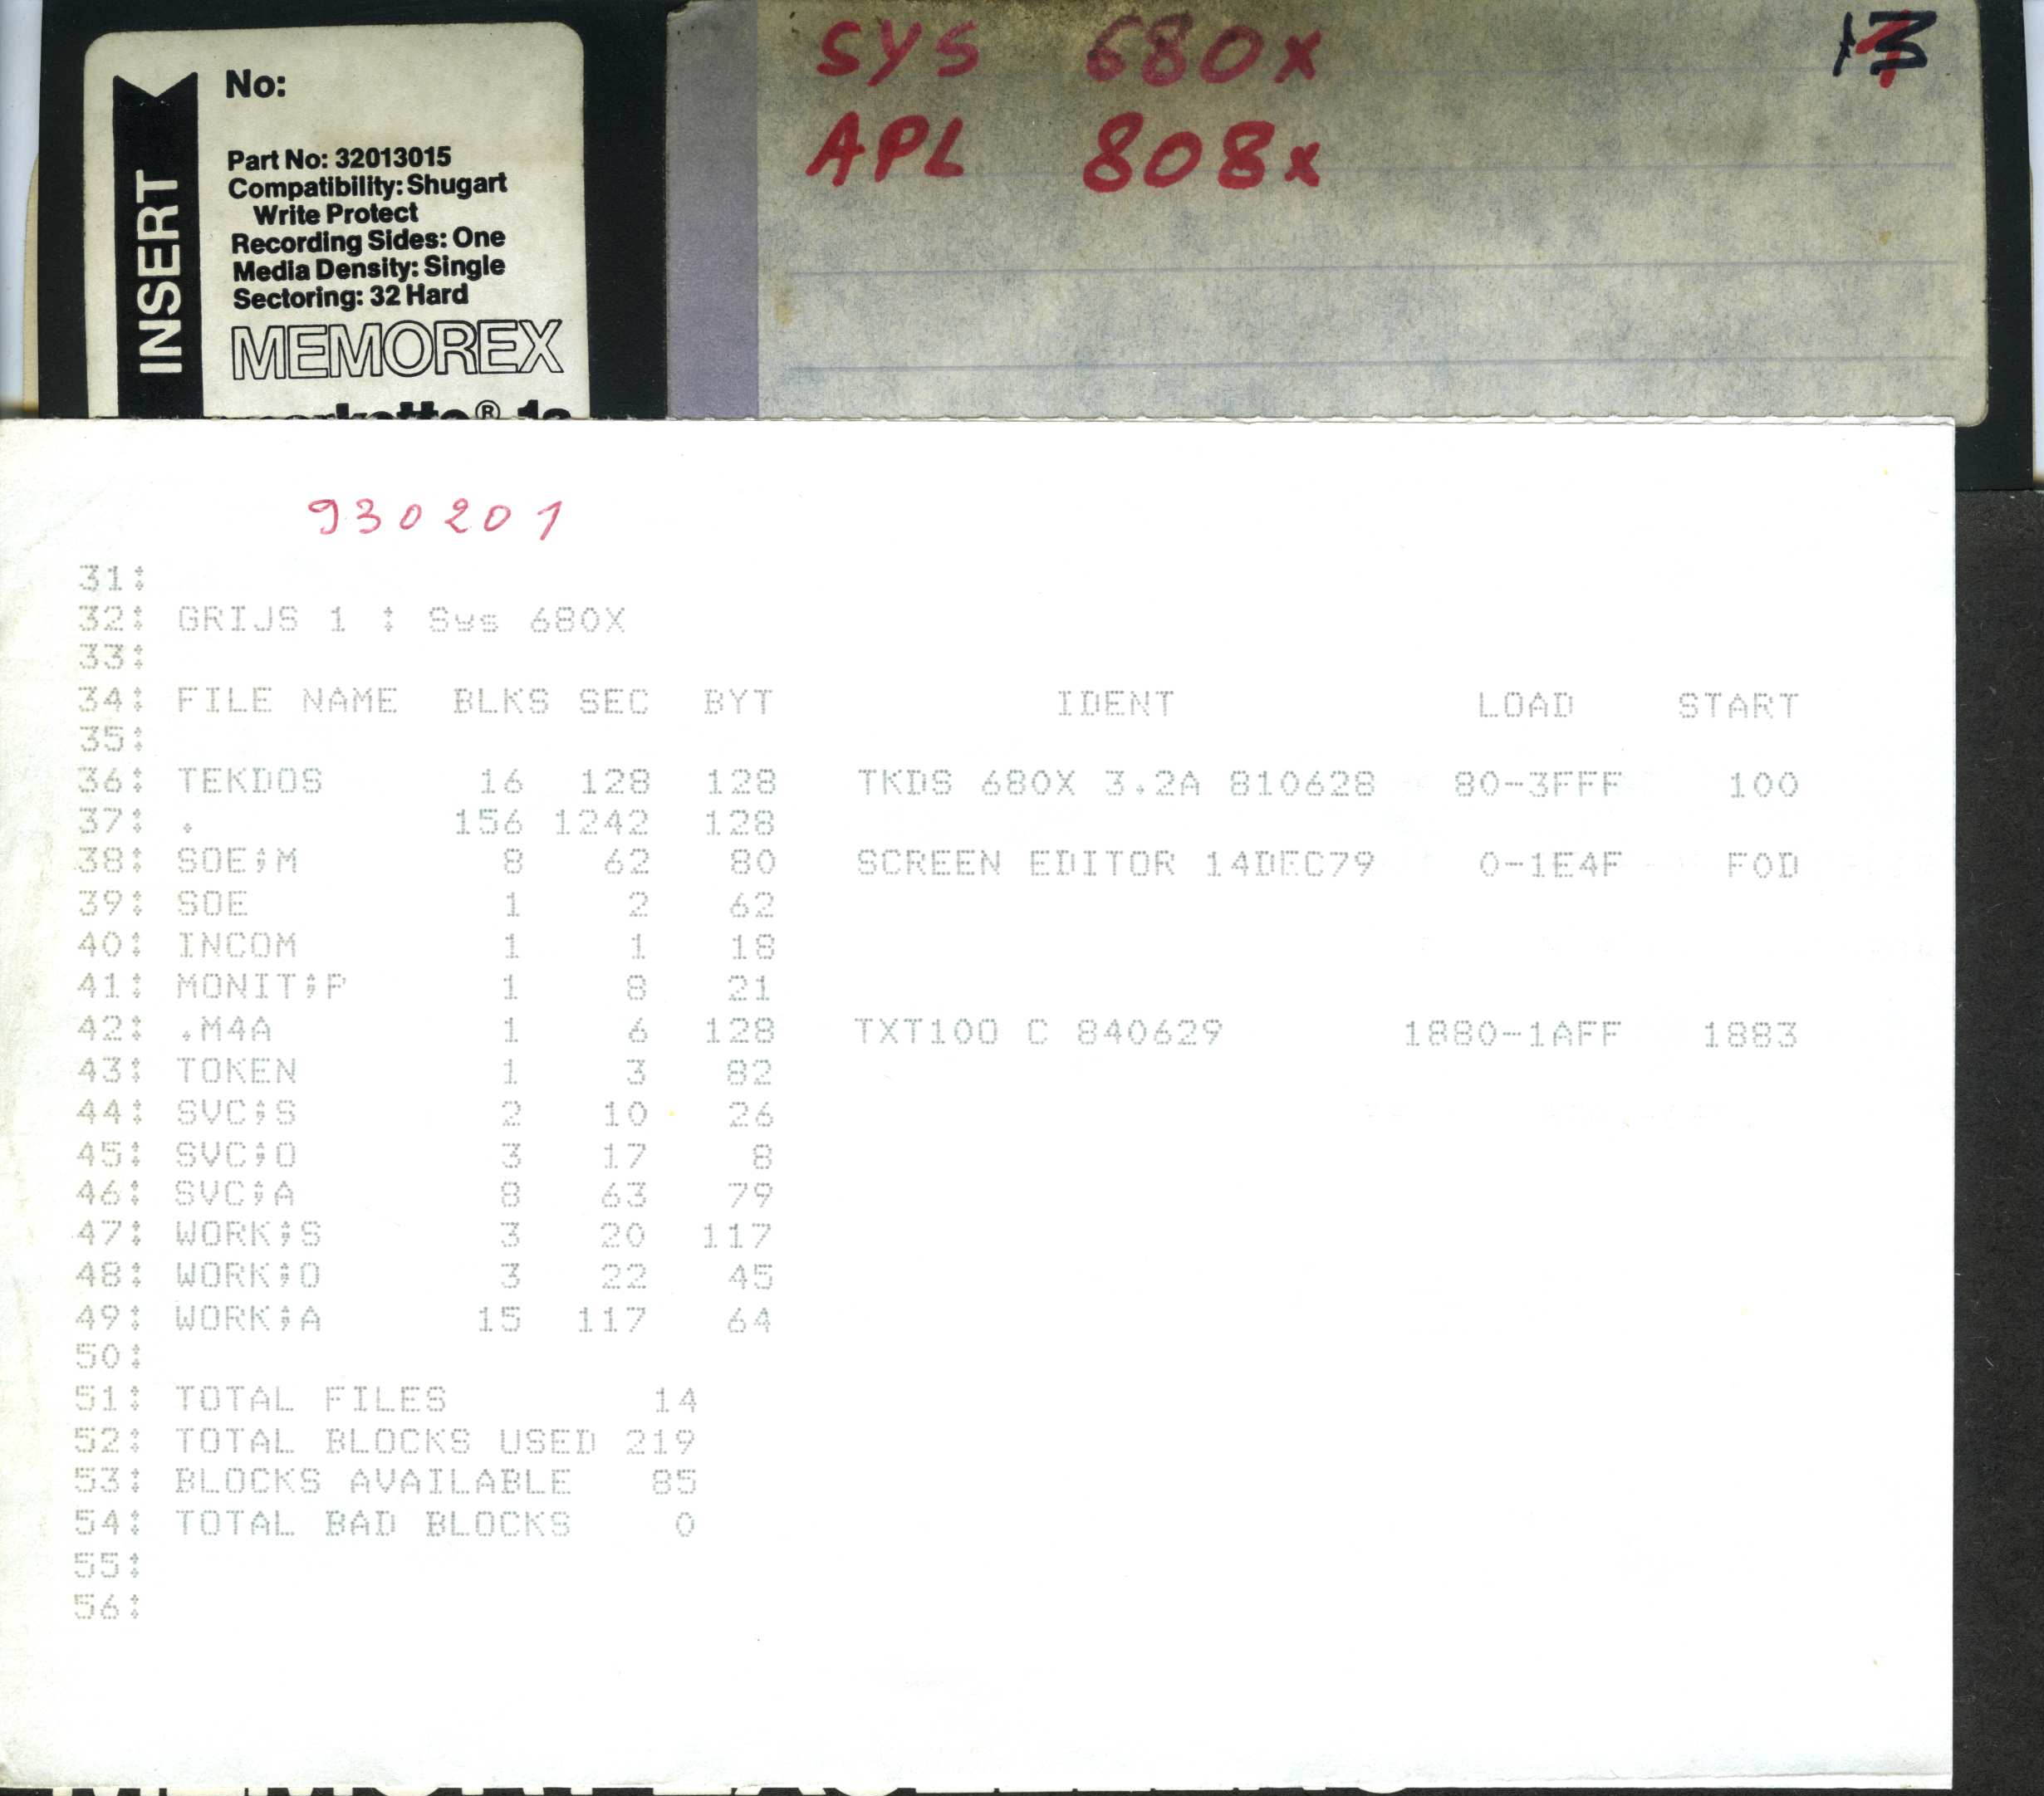 No:
INSERT
Part No: 32013015
Compatibility: Shugart
Write Protect
Recording Sides: One
Media Density: Single
Sectoring: 32 Hard
MEMOREX
SYS 680x
APL 808x
930201
31:
32: GRIJS 1 : Sys 680X
33:
34: FILE NAME BLKS SEC BYT IDENT LOAD START
35:
36: TEKDOS 16 128 128 TKDS 680X 3.2A 810628 80-3FFF 100
37: . 156 1242 128
38: SOE;M 8 62 80 SCREEN EDITOR 14DEC79 0-1E4F F0D
39: SOE 1 2 62
40: INCOM 1 1 18
41: MONIT;P 1 8 21
42: .M4A 1 6 128 TXT100 C 840629 1880-1AFF 1883
43: TOKEN 1 3 82
44: SVC;S 2 10 26
45: SVC;O 3 17 8
46: SVC;A 8 63 79
47: WORK;S 3 20 117
48: WORK;O 3 22 45
49: WORK;A 15 117 64
50:
51: TOTAL FILES 14
52: TOTAL BLOCKS USED 219
53: BLOCKS AVAILABLE 85
54: TOTAL BAD BLOCKS 0
55:
56: